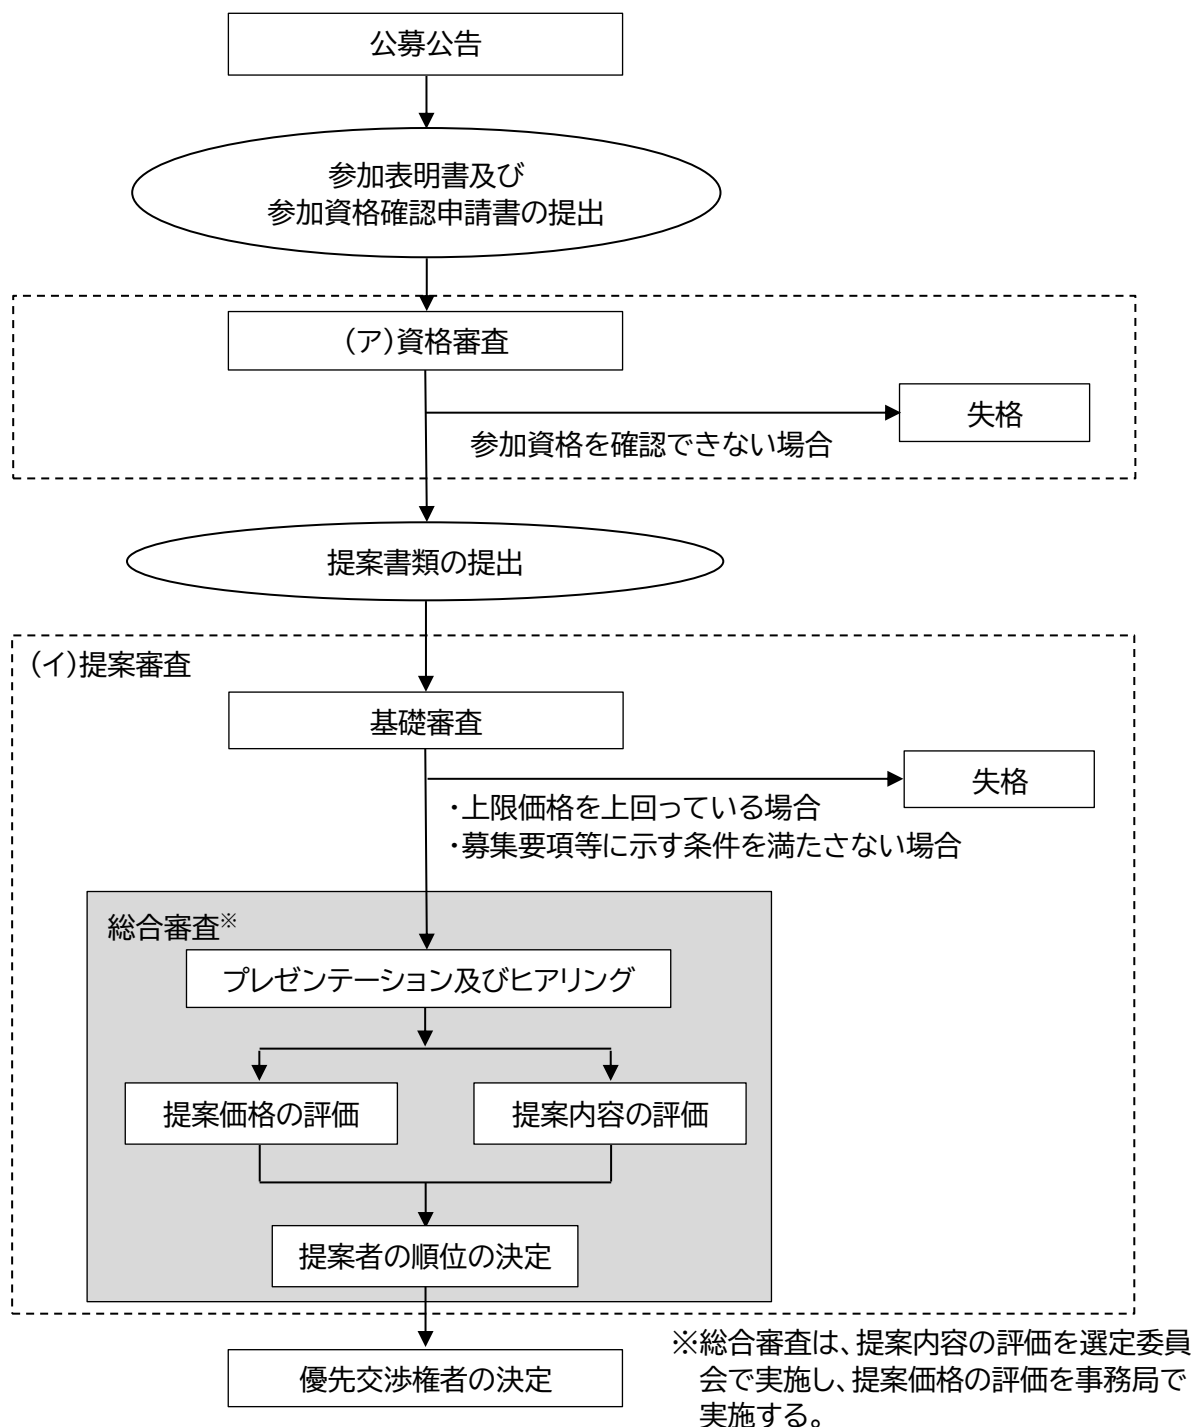 公募公告
参加表明書及び
参加資格確認申請書の提出
(ア)資格審査
失格
参加資格を確認できない場合
提案書類の提出
(イ)提案審査
基礎審査
失格
・上限価格を上回っている場合
・募集要項等に示す条件を満たさない場合
総合審査※
プレゼンテーション及びヒアリング
提案価格の評価
提案内容の評価
提案者の順位の決定
優先交渉権者の決定
※総合審査は、提案内容の評価を選定委員
会で実施し、提案価格の評価を事務局で
実施する。